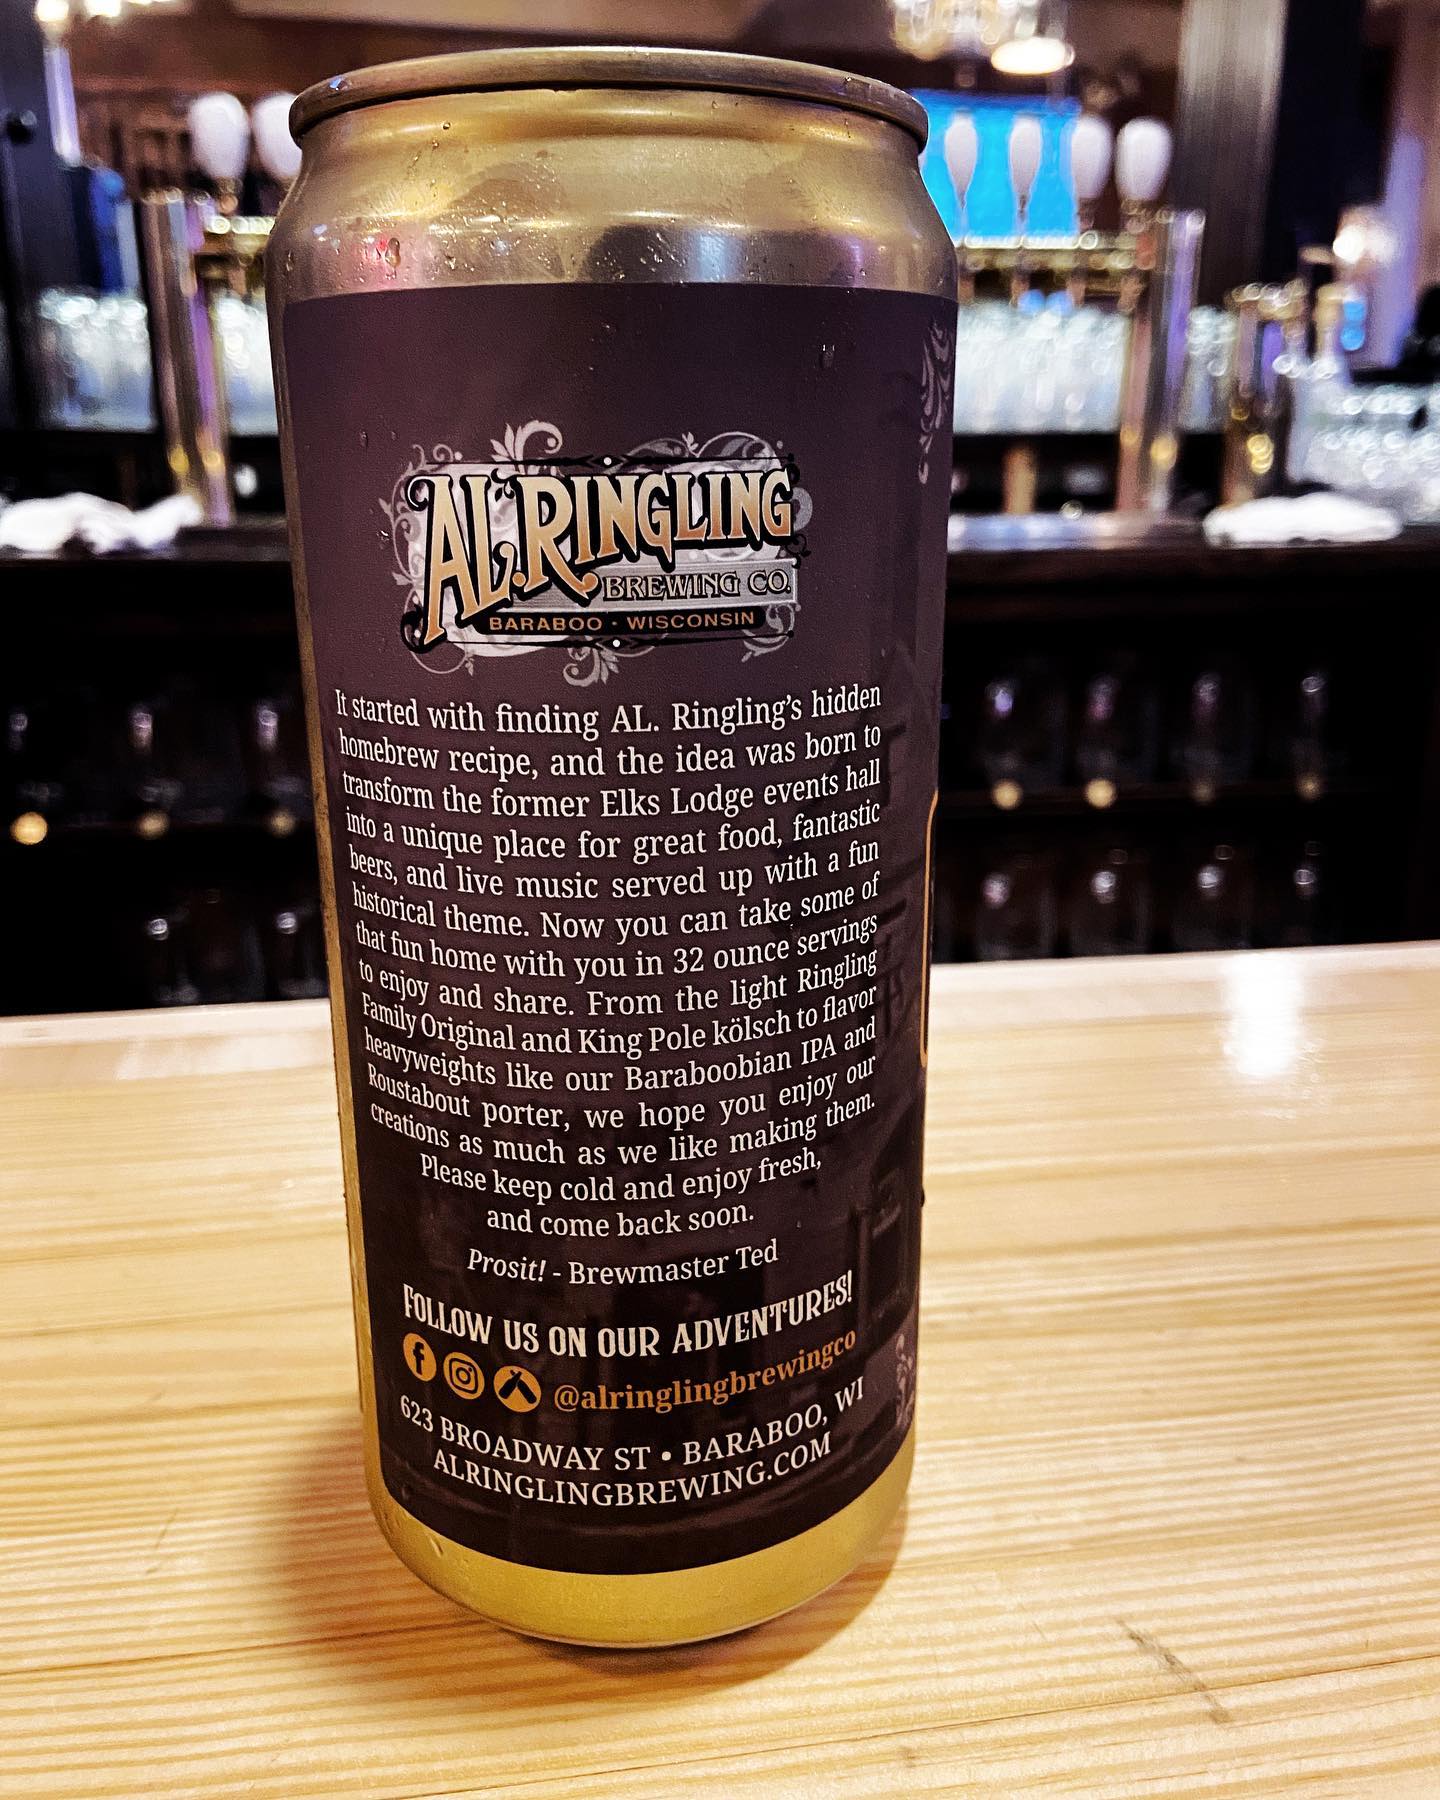 AL. RINGLING
BREWING CO.
BARABOO • WISCONSIN
It started with finding AL. Ringling's hidden
homebrew recipe, and the idea was born to
transform the former Elks Lodge events hall
into a unique place for great food, fantastic
beers, and live music served up with a fun
historical theme. Now you can take some of
that fun home with you in 32 ounce servings
to enjoy and share. From the light Ringling
Family Original and King Pole kölsch to flavor
heavyweights like our Baraboobian IPA and
Roustabout porter, we hope you enjoy our
creations as much as we like making them.
Please keep cold and enjoy fresh,
and come back soon.
Prosit! - Brewmaster Ted
FOLLOW US ON OUR ADVENTURES!
@alringlingbrewingco
623 BROADWAY ST • BARABOO, WI
ALRINGLINGBREWING.COM